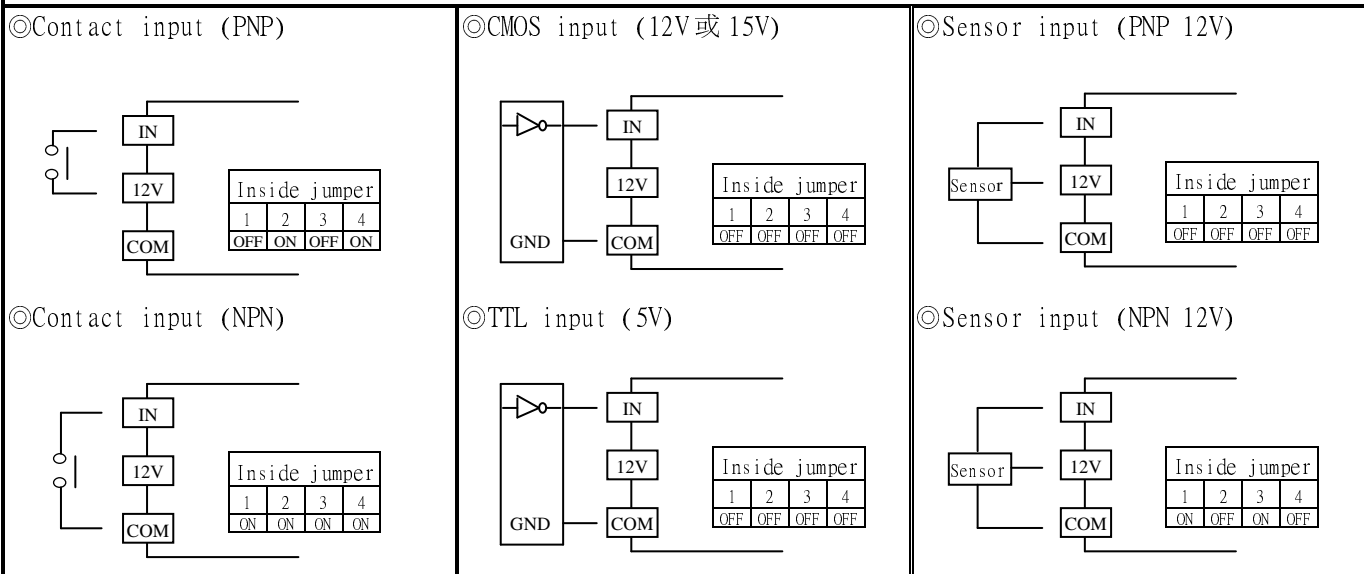 ◎Contact input (PNP)
IN
12V
COM
Inside jumper
1 2 3 4
OFF ON OFF ON
◎CMOS input (12V或 15V)
GND
IN
12V
COM
Inside jumper
1 2 3 4
OFF OFF OFF OFF
◎Sensor input (PNP 12V)
Sensor
IN
12V
COM
Inside jumper
1 2 3 4
OFF OFF OFF OFF
◎Contact input (NPN)
IN
12V
COM
Inside jumper
1 2 3 4
ON ON ON ON
◎TTL input (5V)
GND
IN
12V
COM
Inside jumper
1 2 3 4
OFF OFF OFF OFF
◎Sensor input (NPN 12V)
Sensor
IN
12V
COM
Inside jumper
1 2 3 4
ON OFF ON OFF